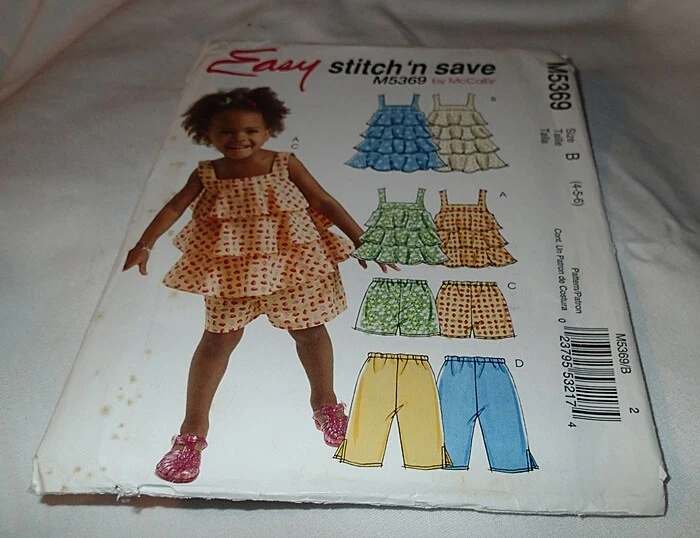 Easy stitch 'n save
M5369 by McCall's
A
C
B
A
C
D
M5369
Size
Taille
Talla
B
(4-5-6)
Pattern/Patron
Cont. Un Patron de Costura
M5369/B
2
0 23795 53217 4